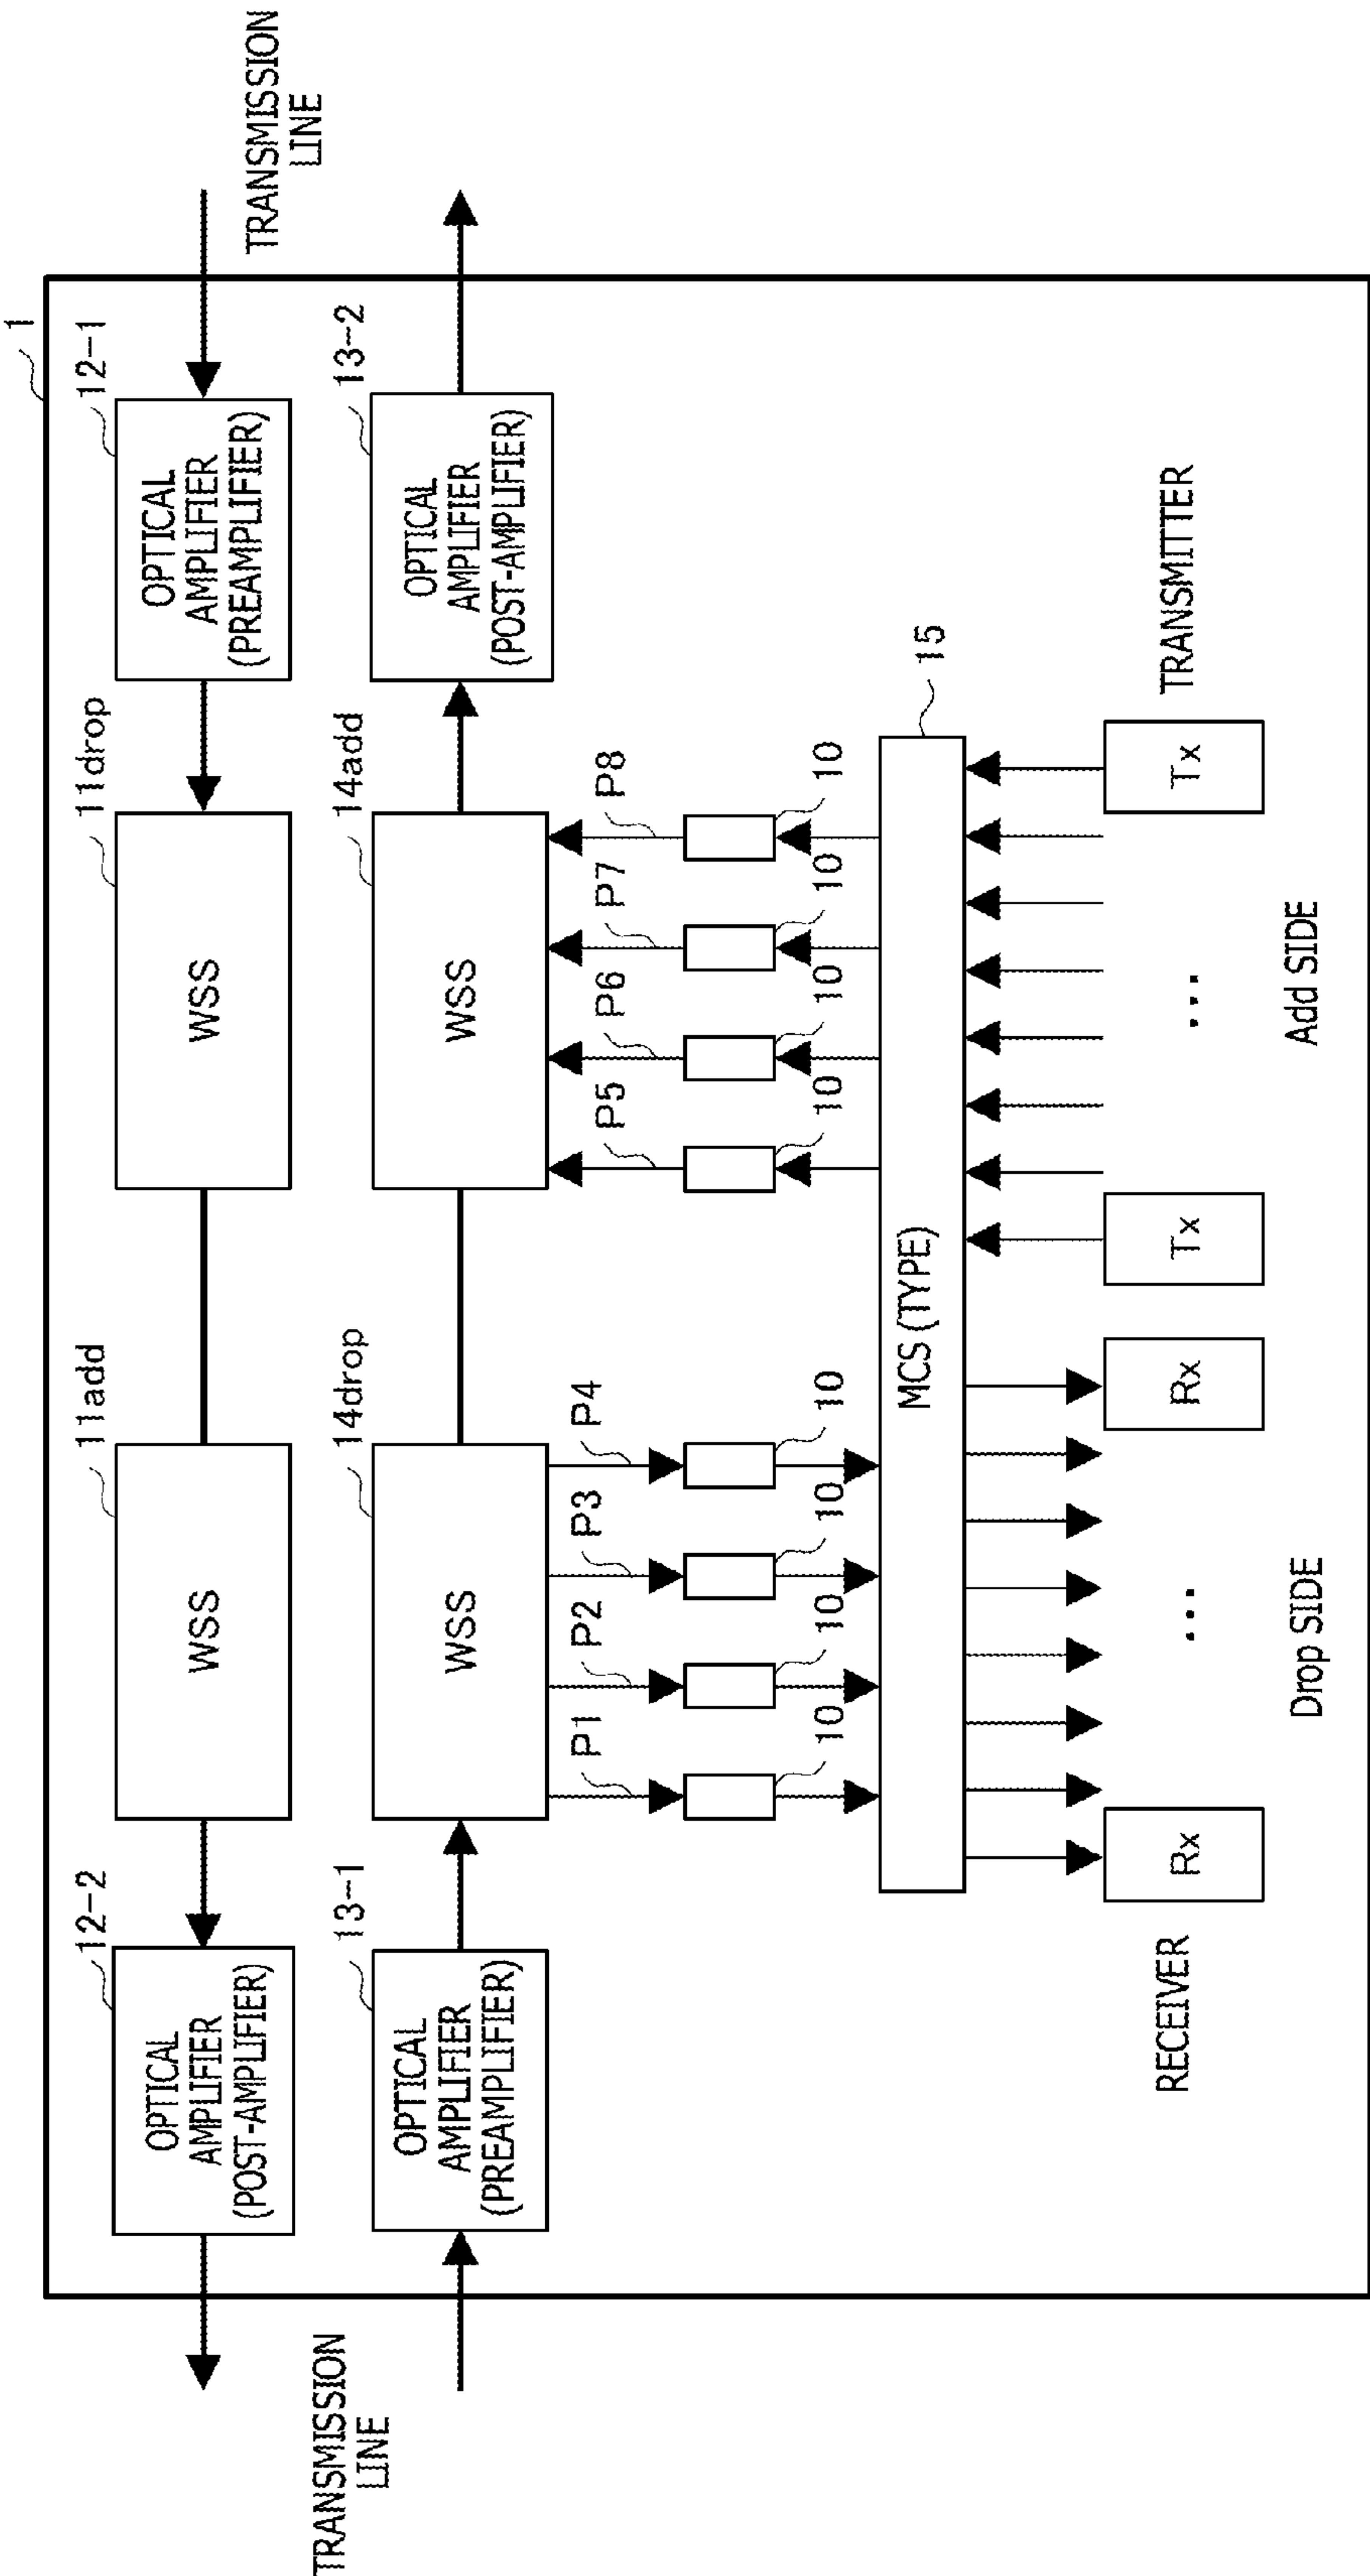 1
TRANSMISSION
LINE
12-2
OPTICAL
AMPLIFIER
(POST-AMPLIFIER)
11add
WSS
11drop
WSS
12-1
OPTICAL
AMPLIFIER
(PREAMPLIFIER)
TRANSMISSION
LINE
13-1
OPTICAL
AMPLIFIER
(PREAMPLIFIER)
14drop
WSS
14add
WSS
13-2
OPTICAL
AMPLIFIER
(POST-AMPLIFIER)
P1
P2
P3
P4
P5
P6
P7
P8
10
10
10
10
10
10
10
10
MCS (TYPE)
15
RECEIVER
Rx
...
Rx
Tx
...
Tx
TRANSMITTER
Drop SIDE
Add SIDE